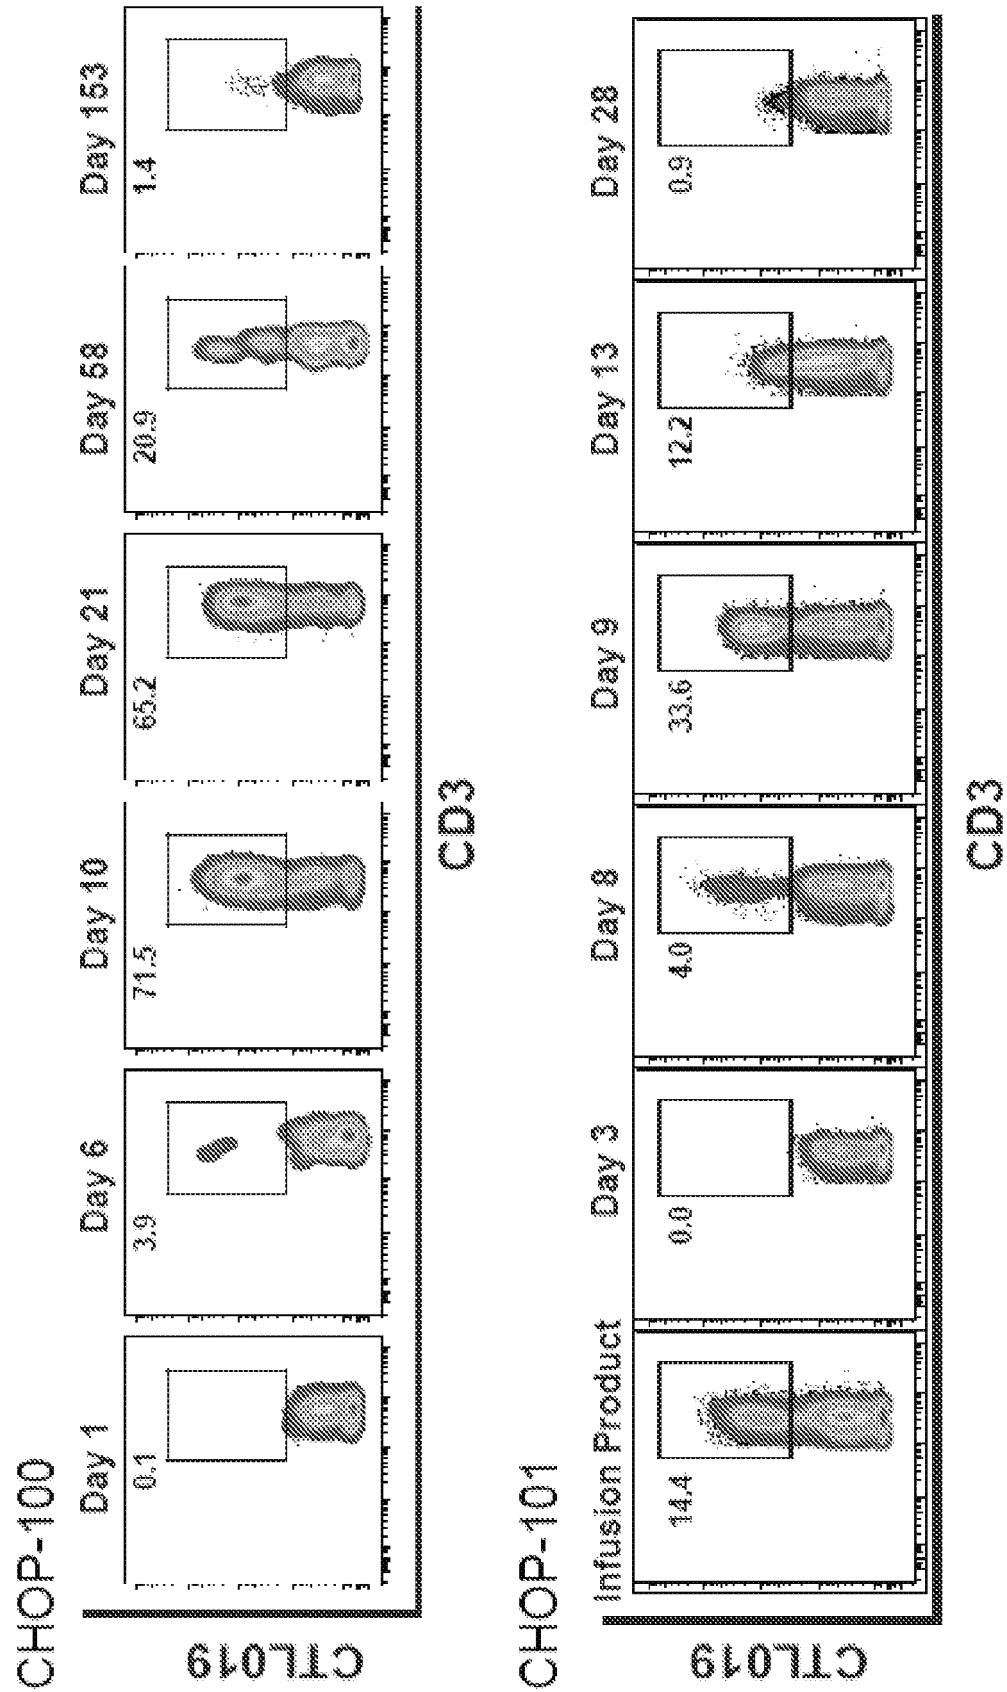 CHOP-100
Day 1
Day 6
Day 10
Day 21
Day 58
Day 153
0.1
3.9
71.5
65.2
20.9
1.4
CTL019
CD3
CHOP-101
Infusion Product
Day 3
Day 8
Day 9
Day 13
Day 28
14.4
0.0
4.0
33.6
12.2
0.9
CTL019
CD3